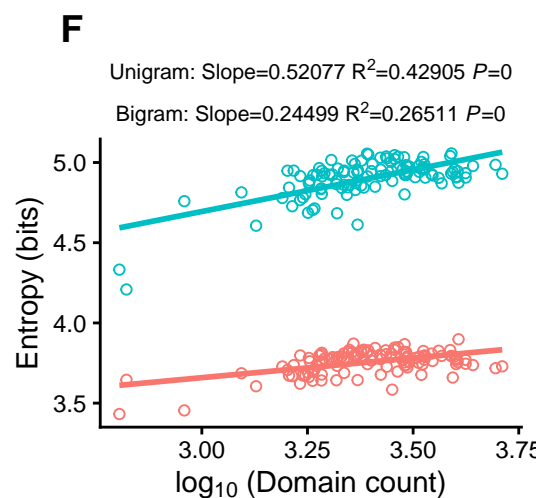 F
Unigram: Slope=0.52077 R²=0.42905 P=0
Bigram: Slope=0.24499 R²=0.26511 P=0
Entropy (bits)
5.0
4.5
4.0
3.5
3.00 3.25 3.50 3.75
log₁₀ (Domain count)